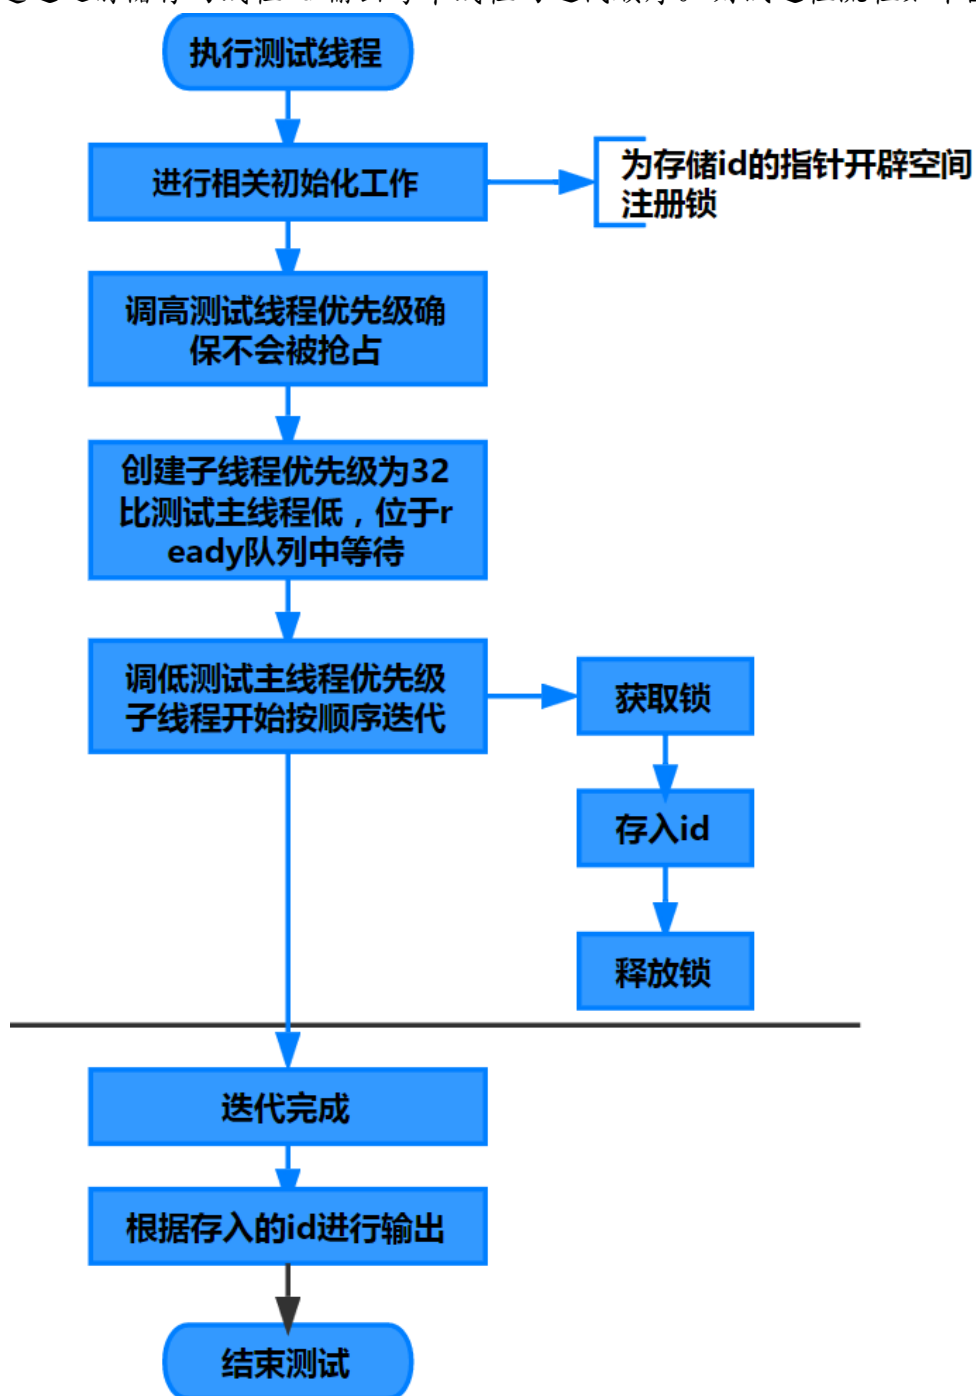 执行测试线程
进行相关初始化工作
为存储id的指针开辟空间
注册锁
调高测试线程优先级确
保不会被抢占
创建子线程优先级为32
比测试主线程低，位于r
eady队列中等待
调低测试主线程优先级
子线程开始按顺序迭代
获取锁
存入id
释放锁
迭代完成
根据存入的id进行输出
结束测试